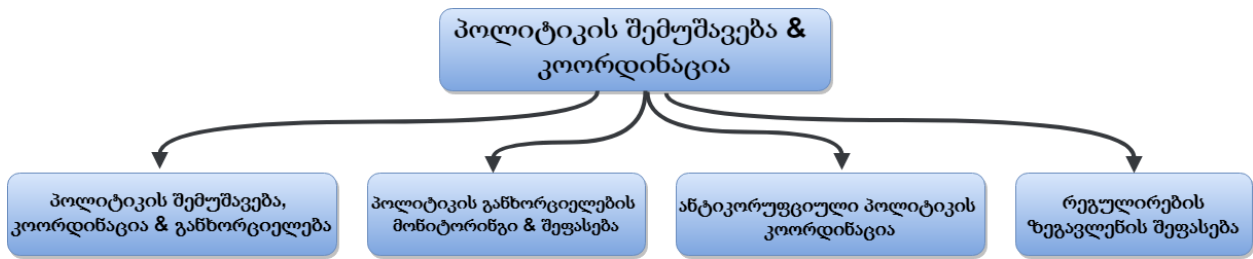 პოლიტიკის შემუშავება &
კოორდინაცია
პოლიტიკის შემუშავება,
კოორდინაცია & განხორციელება
პოლიტიკის განხორციელების
მონიტორინგი & შეფასება
ანტიკორუფციული პოლიტიკის
კოორდინაცია
რეგულირების
ზეგავლენის შეფასება